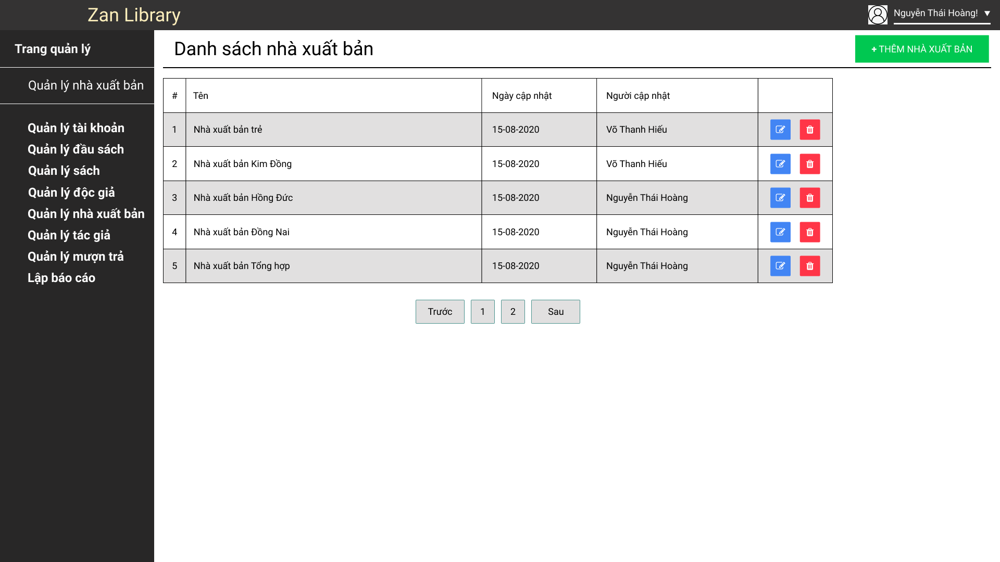 Zan Library
Nguyễn Thái Hoàng! ▼
Trang quản lý
Quản lý nhà xuất bản
Quản lý tài khoản
Quản lý đầu sách
Quản lý sách
Quản lý độc giả
Quản lý nhà xuất bản
Quản lý tác giả
Quản lý mượn trả
Lập báo cáo
Danh sách nhà xuất bản
+ THÊM NHÀ XUẤT BẢN
# Tên Ngày cập nhật Người cập nhật
1 Nhà xuất bản trẻ 15-08-2020 Võ Thanh Hiếu
2 Nhà xuất bản Kim Đồng 15-08-2020 Võ Thanh Hiếu
3 Nhà xuất bản Hồng Đức 15-08-2020 Nguyễn Thái Hoàng
4 Nhà xuất bản Đồng Nai 15-08-2020 Nguyễn Thái Hoàng
5 Nhà xuất bản Tổng hợp 15-08-2020 Nguyễn Thái Hoàng
Trước 1 2 Sau